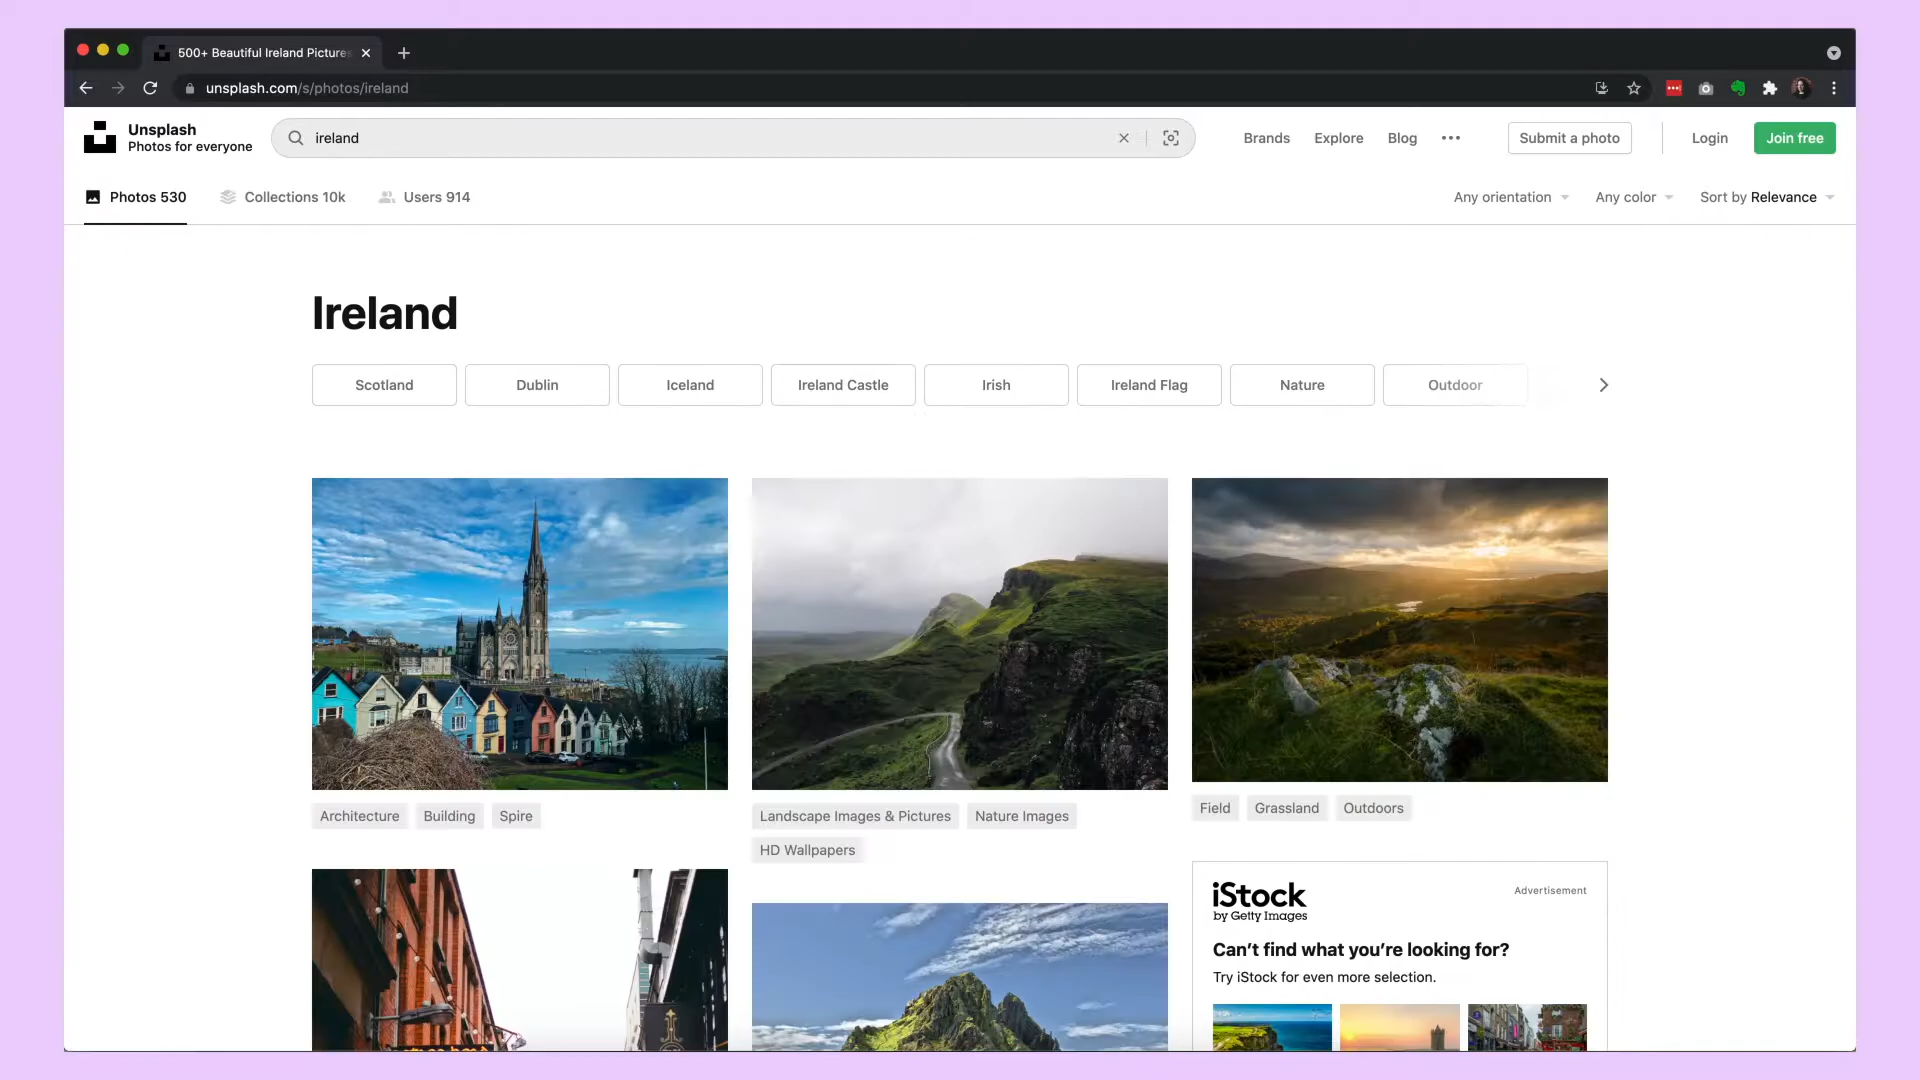 500+ Beautiful Ireland Pictures
unsplash.com/s/photos/ireland
Unsplash
Photos for everyone
ireland
Brands
Explore
Blog
Submit a photo
Login
Join free
Photos 530
Collections 10k
Users 914
Any orientation
Any color
Sort by Relevance
Ireland
Scotland
Dublin
Iceland
Ireland Castle
Irish
Ireland Flag
Nature
Outdoor
Architecture
Building
Spire
Landscape Images & Pictures
Nature Images
HD Wallpapers
Field
Grassland
Outdoors
iStock
by Getty Images
Advertisement
Can't find what you're looking for?
Try iStock for even more selection.